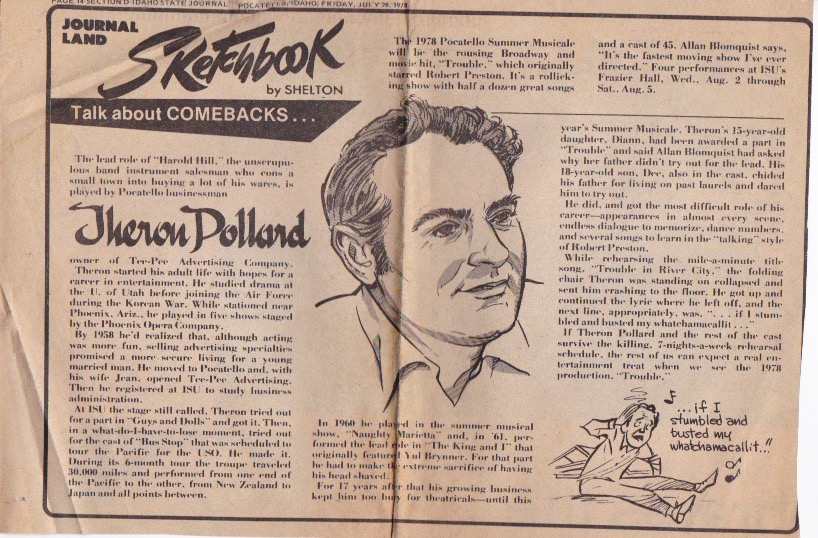 PAGE 18 SECTION D IDAHO STATE JOURNAL POCATELLO, IDAHO, FRIDAY, JULY 28, 1978
JOURNAL
LAND
SKetchbooK
by SHELTON
Talk about COMEBACKS . . .
The lead role of "Harold Hill," the unscrupu-
lous band instrument salesman who cons a
small town into buying a lot of his wares, is
played by Pocatello businessman
Theron Pollard
owner of Tee-Pee Advertising Company.
Theron started his adult life with hopes for a
career in entertainment. He studied drama at
the U. of Utah before joining the Air Force
during the Korean War. While stationed near
Phoenix, Ariz., he played in five shows staged
by the Phoenix Opera Company.
By 1958 he'd realized that, although acting
was more fun, selling advertising specialties
promised a more secure living for a young
married man. He moved to Pocatello and, with
his wife Jean, opened Tee-Pee Advertising.
Then he registered at ISU to study business
administration.
At ISU the stage still called. Theron tried out
for a part in "Guys and Dolls" and got it. Then,
in a what-do-I-have-to-lose moment, tried out
for the cast of "Bus Stop" that was scheduled to
tour the Pacific for the USO. He made it.
During its 6-month tour the troupe traveled
30,000 miles and performed from one end of
the Pacific to the other, from New Zealand to
Japan and all points between.
In 1960 he played in the summer musical
show, "Naughty Marietta" and, in '61, per-
formed the lead role in "The King and I" that
originally featured Yul Brynner. For that part
he had to make the extreme sacrifice of having
his head shaved.
For 17 years after that his growing business
kept him too busy for theatricals—until this
The 1978 Pocatello Summer Musicale
will be the rousing Broadway and
movie hit, "Trouble," which originally
starred Robert Preston. It's a rollick-
ing show with half a dozen great songs
and a cast of 45. Allan Blomquist says,
"It's the fastest moving show I've ever
directed." Four performances at ISU's
Frazier Hall, Wed., Aug. 2 through
Sat., Aug. 5.
year's Summer Musicale. Theron's 15-year-old
daughter, Diann, had been awarded a part in
"Trouble" and said Allan Blomquist had asked
why her father didn't try out for the lead. His
18-year-old son, Dee, also in the cast, chided
his father for living on past laurels and dared
him to try out.
He did, and got the most difficult role of his
career—appearances in almost every scene,
endless dialogue to memorize, dance numbers,
and several songs to learn in the "talking" style
of Robert Preston.
While rehearsing the mile-a-minute title
song, "Trouble in River City," the folding
chair Theron was standing on collapsed and
sent him crashing to the floor. He got up and
continued the lyric where he left off, and the
next line, appropriately, was, ". . . if I stum-
bled and busted my whatchamacallit . . ."
If Theron Pollard and the rest of the cast
survive the killing, 7-nights-a-week rehearsal
schedule, the rest of us can expect a real en-
tertainment treat when we see the 1978
production, "Trouble."
...if I
stumbled and
busted my
whatchamacallit..."